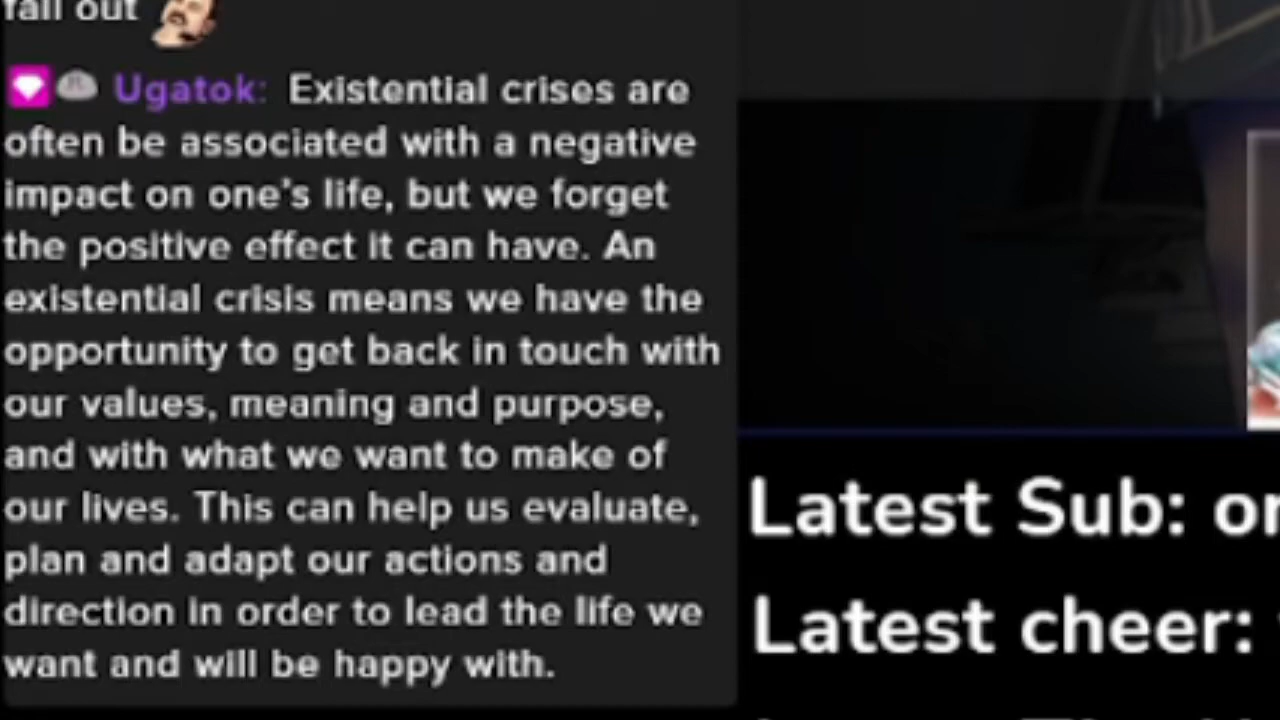 fall out
Ugatok: Existential crises are
often be associated with a negative
impact on one's life, but we forget
the positive effect it can have. An
existential crisis means we have the
opportunity to get back in touch with
our values, meaning and purpose,
and with what we want to make of
our lives. This can help us evaluate,
plan and adapt our actions and
direction in order to lead the life we
want and will be happy with.
Latest Sub: or
Latest cheer: